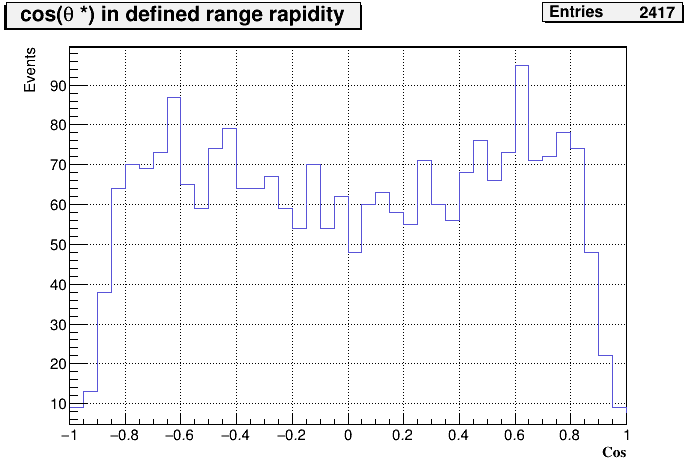 cos(θ *) in defined range rapidity
Entries 2417
Events
90
80
70
60
50
40
30
20
10
−1 −0.8 −0.6 −0.4 −0.2 0 0.2 0.4 0.6 0.8 1
Cos